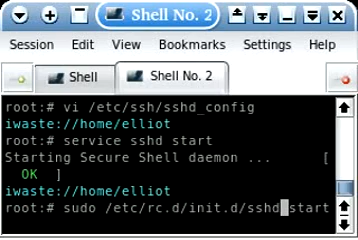 Shell No. 2
Session Edit View Bookmarks Settings Help
Shell Shell No. 2
root:# vi /etc/ssh/sshd_config
iwaste://home/elliot
root:# service sshd start
Starting Secure Shell daemon ... [
OK ]
iwaste://home/elliot
root:# sudo /etc/rc.d/init.d/sshd start